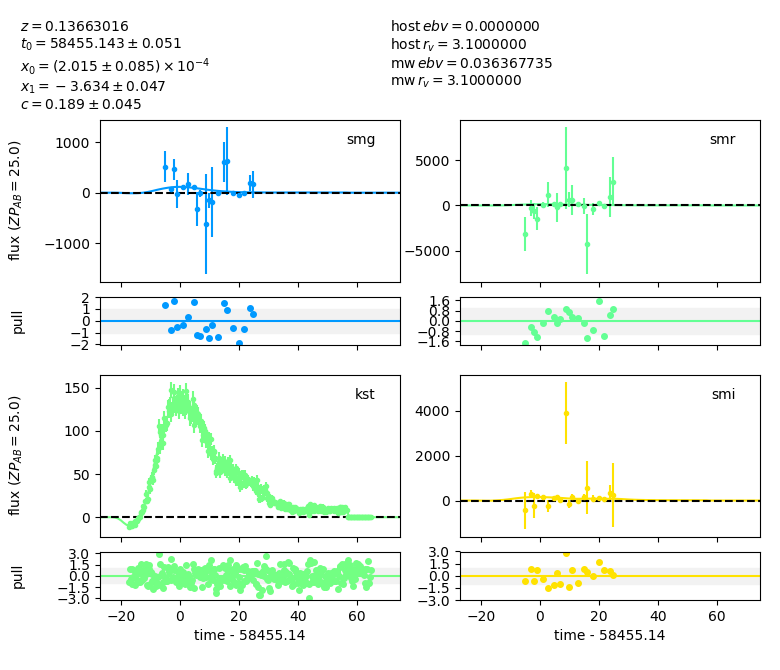 z = 0.13663016
t₀ = 58455.143 ± 0.051
x₀ = (2.015 ± 0.085) × 10⁻⁴
x₁ = −3.634 ± 0.047
c = 0.189 ± 0.045
host ebv = 0.0000000
host r_v = 3.1000000
mw ebv = 0.036367735
mw r_v = 3.1000000
smg
1000
0
−1000
flux (ZP_AB = 25.0)
smr
5000
0
−5000
2
1
0
−1
−2
pull
1.6
0.8
0.0
−0.8
−1.6
kst
150
100
50
0
flux (ZP_AB = 25.0)
smi
4000
2000
0
3.0
1.5
0.0
−1.5
−3.0
pull
−20 0 20 40 60
time - 58455.14
3.0
1.5
0.0
−1.5
−3.0
−20 0 20 40 60
time - 58455.14